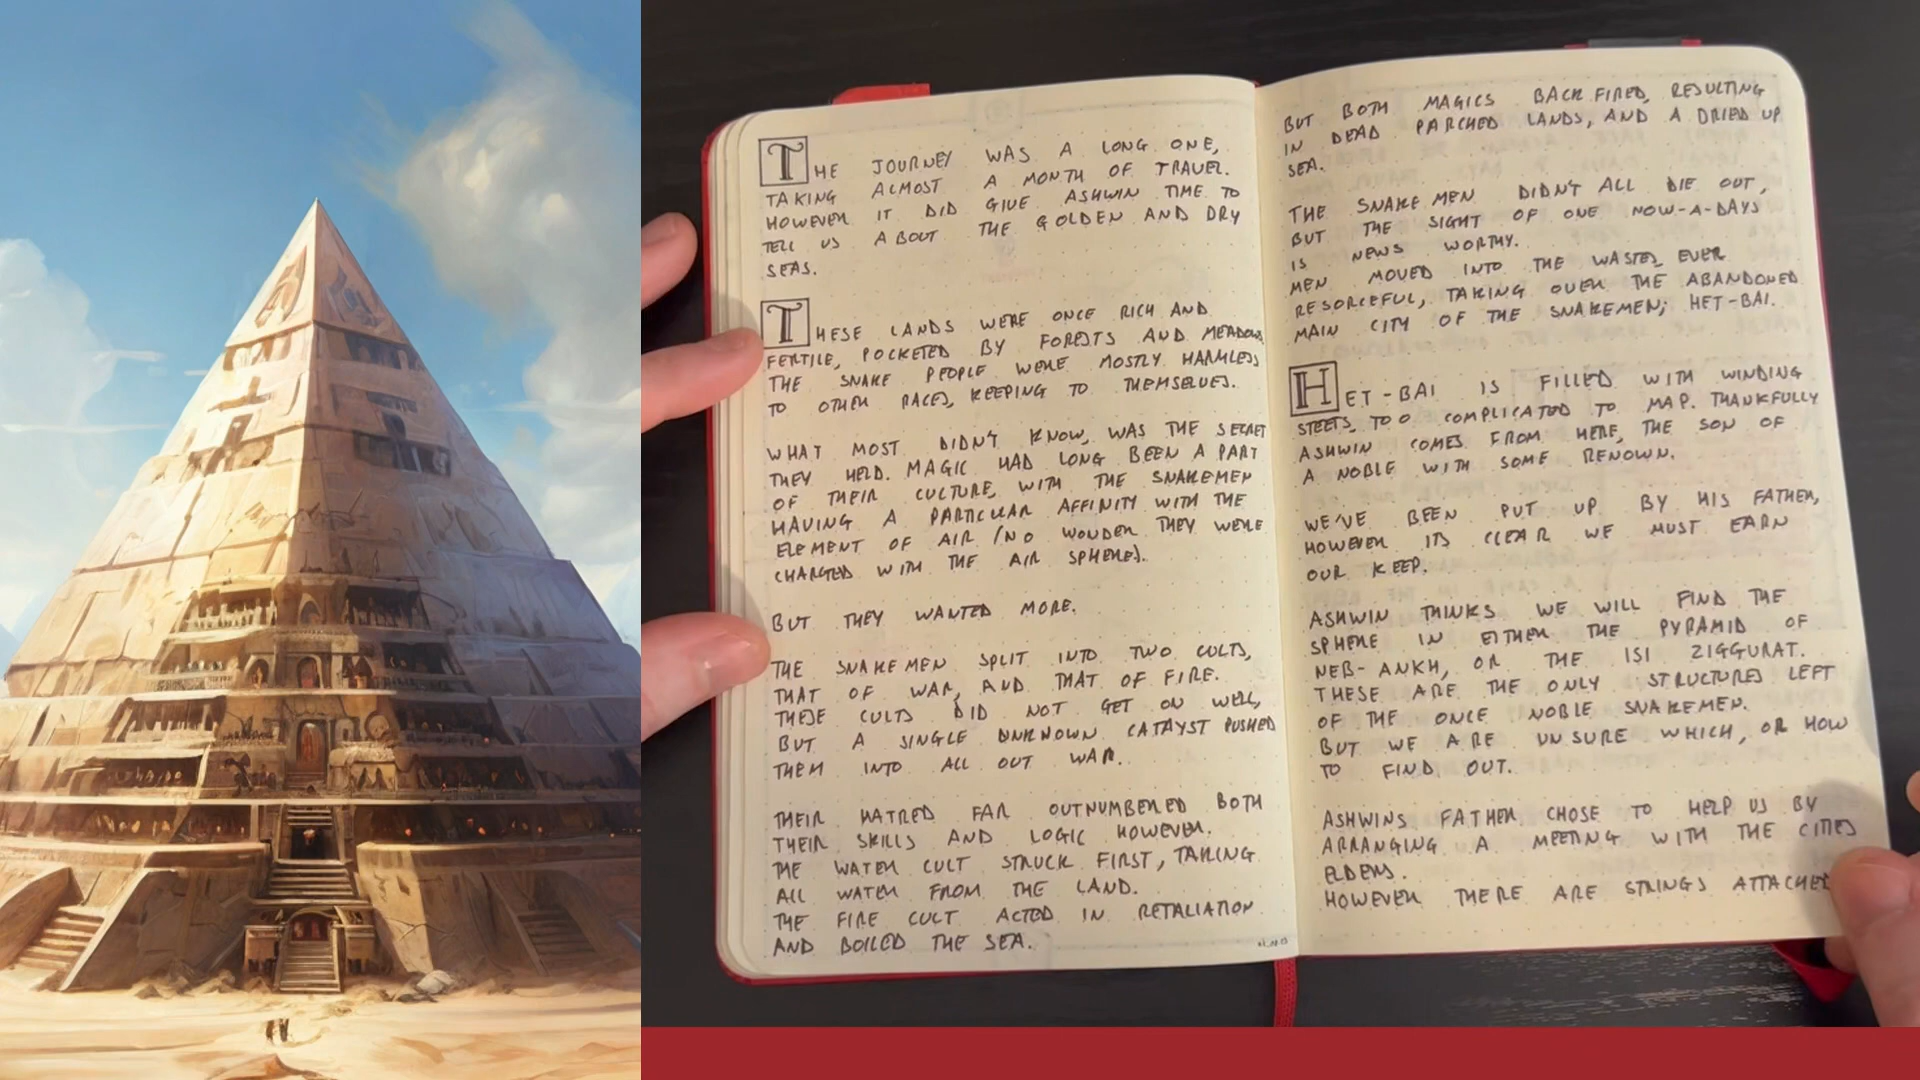 THE JOURNEY WAS A LONG ONE,
TAKING ALMOST A MONTH OF TRAVEL.
HOWEVER IT DID GIVE ASHWIN TIME TO
TELL US ABOUT THE GOLDEN AND DRY
SEAS.
THESE LANDS WERE ONCE RICH AND
FERTILE, POCKETED BY FORESTS AND MEADOWS
THE SNAKE PEOPLE WERE MOSTLY HARMLESS
TO OTHER RACES, KEEPING TO THEMSELVES.
WHAT MOST DIDN'T KNOW, WAS THE SECRET
THEY HELD. MAGIC HAD LONG BEEN A PART
OF THEIR CULTURE, WITH THE SNAKEMEN
HAVING A PARTICULAR AFFINITY WITH THE
ELEMENT OF AIR (NO WONDER THEY WERE
CHARGED WITH THE AIR SPHERE).
BUT THEY WANTED MORE.
THE SNAKEMEN SPLIT INTO TWO CULTS,
THAT OF WAR, AND THAT OF FIRE.
THESE CULTS DID NOT GET ON WELL,
BUT A SINGLE UNKNOWN CATAYST PUSHED
THEM INTO ALL OUT WAR.
THEIR HATRED FAR OUTNUMBERED BOTH
THEIR SKILLS AND LOGIC HOWEVER.
THE WATER CULT STRUCK FIRST, TAKING
ALL WATER FROM THE LAND.
THE FIRE CULT ACTED IN RETALIATION
AND BOILED THE SEA.
BUT BOTH MAGICS BACKFIRED, RESULTING
IN DEAD PARCHED LANDS, AND A DRIED UP
SEA.
THE SNAKEMEN DIDN'T ALL DIE OUT,
BUT THE SIGHT OF ONE NOW-A-DAYS
IS NEWS WORTHY.
MEN MOVED INTO THE WASTES, EVER
RESORCEFUL, TAKING OVER THE ABANDONED
MAIN CITY OF THE SNAKEMEN; HET-BAI.
HET-BAI IS FILLED WITH WINDING
STEETS, TOO COMPLICATED TO MAP. THANKFULLY
ASHWIN COMES FROM HERE, THE SON OF
A NOBLE WITH SOME RENOWN.
WE'VE BEEN PUT UP BY HIS FATHER,
HOWEVER ITS CLEAR WE MUST EARN
OUR KEEP.
ASHWIN THINKS WE WILL FIND THE
SPHERE IN EITHER THE PYRAMID OF
NEB-ANKH, OR THE ISI ZIGGURAT.
THESE ARE THE ONLY STRUCTURES LEFT
OF THE ONCE NOBLE SNAKEMEN.
BUT WE ARE UNSURE WHICH, OR HOW
TO FIND OUT.
ASHWINS FATHER CHOSE TO HELP US BY
ARRANGING A MEETING WITH THE CITIES
ELDERS.
HOWEVER THERE ARE STRINGS ATTACHED